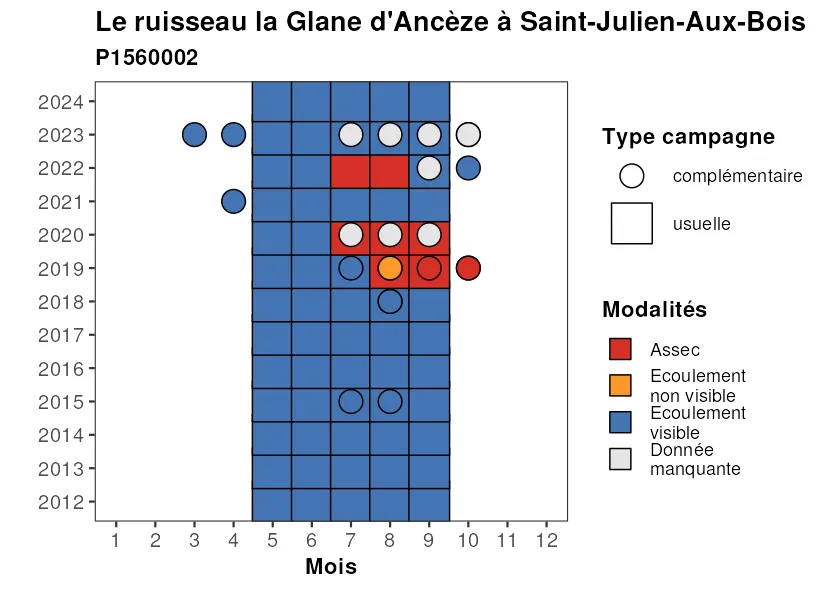 Le ruisseau la Glane d'Ancèze à Saint-Julien-Aux-Bois
P1560002
2024
2023
2022
2021
2020
2019
2018
2017
2016
2015
2014
2013
2012
1 2 3 4 5 6 7 8 9 10 11 12
Mois
Type campagne
complémentaire
usuelle
Modalités
Assec
Ecoulement
non visible
Ecoulement
visible
Donnée
manquante